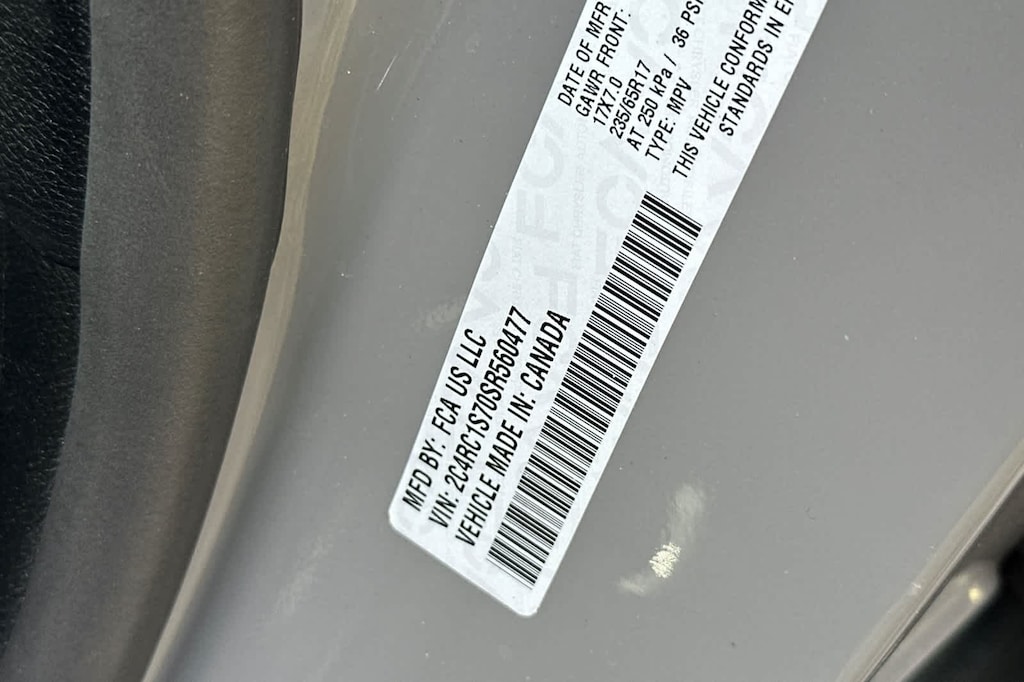 MFD BY: FCA US LLC
VIN: 2C4RC1S70SR560477
VEHICLE MADE IN: CANADA
DATE OF MFR
GAWR FRONT:
17X7.0
235/65R17
AT 250 kPa / 36 PSI
TYPE: MPV
THIS VEHICLE CONFORM
STANDARDS IN